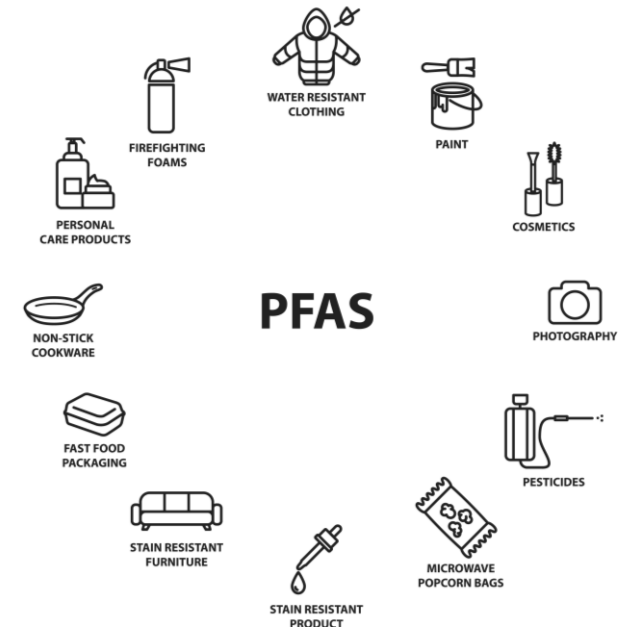 WATER RESISTANT
CLOTHING
FIREFIGHTING
FOAMS
PAINT
PERSONAL
CARE PRODUCTS
COSMETICS
PFAS
NON-STICK
COOKWARE
PHOTOGRAPHY
FAST FOOD
PACKAGING
PESTICIDES
STAIN RESISTANT
FURNITURE
MICROWAVE
POPCORN BAGS
STAIN RESISTANT
PRODUCT